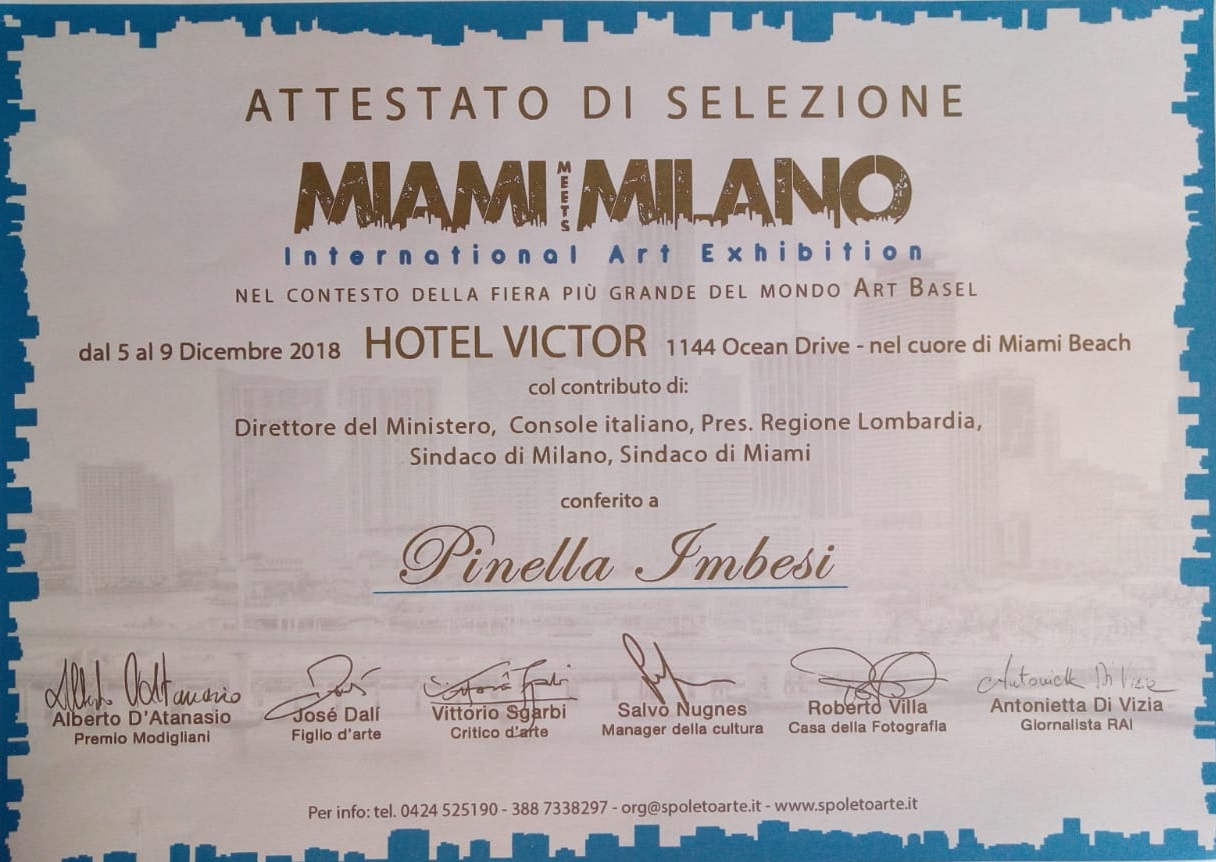 ATTESTATO DI SELEZIONE
MIAMI MEETS MILANO
International Art Exhibition
NEL CONTESTO DELLA FIERA PIÙ GRANDE DEL MONDO ART BASEL
dal 5 al 9 Dicembre 2018 HOTEL VICTOR 1144 Ocean Drive - nel cuore di Miami Beach
col contributo di:
Direttore del Ministero, Console italiano, Pres. Regione Lombardia,
Sindaco di Milano, Sindaco di Miami
conferito a
Pinella Imbesi
Alberto D'Atanasio José Dalí Vittorio Sgarbi Salvo Nugnes Roberto Villa Antonietta Di Vizia
Premio Modigliani Figlio d'arte Critico d'arte Manager della cultura Casa della Fotografia Giornalista RAI
Per info: tel. 0424 525190 - 388 7338297 - org@spoletoarte.it - www.spoletoarte.it